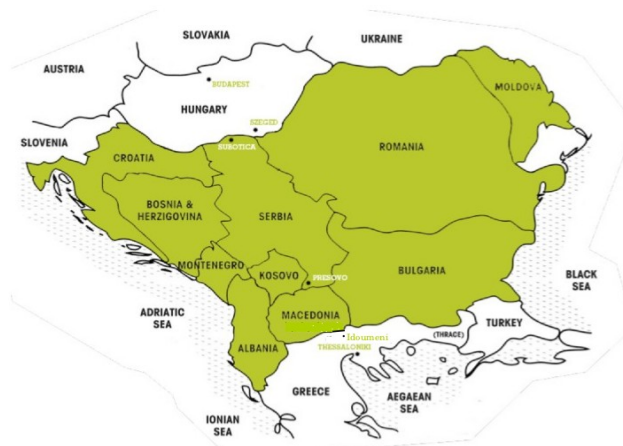 SLOVAKIA
UKRAINE
AUSTRIA
BUDAPEST
MOLDOVA
HUNGARY
SZEGED
SLOVENIA
SUBOTICA
ROMANIA
CROATIA
BOSNIA &
HERZIGOVINA
SERBIA
MONTENEGRO
KOSOVO
PRESOVO
BULGARIA
BLACK
SEA
ADRIATIC
SEA
MACEDONIA
Idoumeni
(THRACE)
TURKEY
ALBANIA
THESSALONIKI
GREECE
AEGAEAN
SEA
IONIAN
SEA